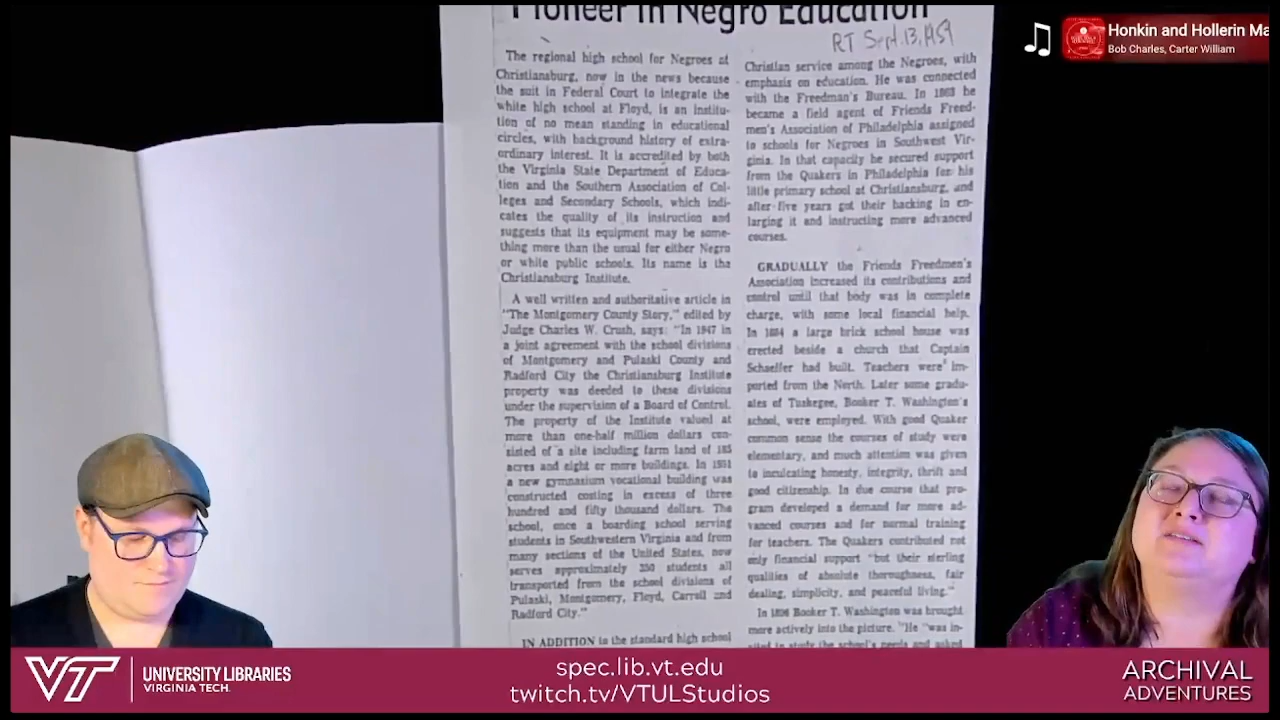 Pioneer in Negro Education
RT Sept. 13, 1959
The regional high school for Negroes at
Christiansburg, now in the news because
the suit in Federal Court to integrate the
white high school at Floyd, is an institu-
tion of no mean standing in educational
circles, with background history of extra-
ordinary interest. It is accredited by both
the Virginia State Department of Educa-
tion and the Southern Association of Col-
leges and Secondary Schools, which indi-
cates the quality of its instruction and
suggests that its equipment may be some-
thing more than the usual for either Negro
or white public schools. Its name is the
Christiansburg Institute.
A well written and authoritative article in
"The Montgomery County Story," edited by
Judge Charles W. Crush, says: "In 1947 in
a joint agreement with the school divisions
of Montgomery and Pulaski County and
Radford City the Christiansburg Institute
property was deeded to these divisions
under the supervision of a Board of Control.
The property of the Institute valued at
more than one-half million dollars con-
sisted of a site including farm land of 185
acres and eight or more buildings. In 1951
a new gymnasium vocational building was
constructed costing in excess of three
hundred and fifty thousand dollars. The
school, once a boarding school serving
students in Southwestern Virginia and from
many sections of the United States, now
serves approximately 350 students all
transported from the school divisions of
Pulaski, Montgomery, Floyd, Carroll and
Radford City."
IN ADDITION to the standard high school
Christian service among the Negroes, with
emphasis on education. He was connected
with the Freedman's Bureau. In 1868 he
became a field agent of Friends Freed-
men's Association of Philadelphia assigned
to schools for Negroes in Southwest Vir-
ginia. In that capacity he secured support
from the Quakers in Philadelphia for his
little primary school at Christiansburg, and
after five years got their backing in en-
larging it and instructing more advanced
courses.
GRADUALLY the Friends Freedmen's
Association increased its contributions and
control until that body was in complete
charge, with some local financial help.
In 1884 a large brick school house was
erected beside a church that Captain
Schaeffer had built. Teachers were im-
ported from the North. Later some gradu-
ates of Tuskegee, Booker T. Washington's
school, were employed. With good Quaker
common sense the courses of study were
elementary, and much attention was given
to inculcating honesty, integrity, thrift and
good citizenship. In due course that pro-
gram developed a demand for more ad-
vanced courses and for normal training
for teachers. The Quakers contributed not
only financial support "but their sterling
qualities of absolute thoroughness, fair
dealing, simplicity, and peaceful living."
In 1896 Booker T. Washington was brought
more actively into the picture. "He "was in-
vited to study the school's needs and asked
Honkin and Hollerin Ma
Bob Charles, Carter William
VT
UNIVERSITY LIBRARIES
VIRGINIA TECH.
spec.lib.vt.edu
twitch.tv/VTULStudios
ARCHIVAL
ADVENTURES